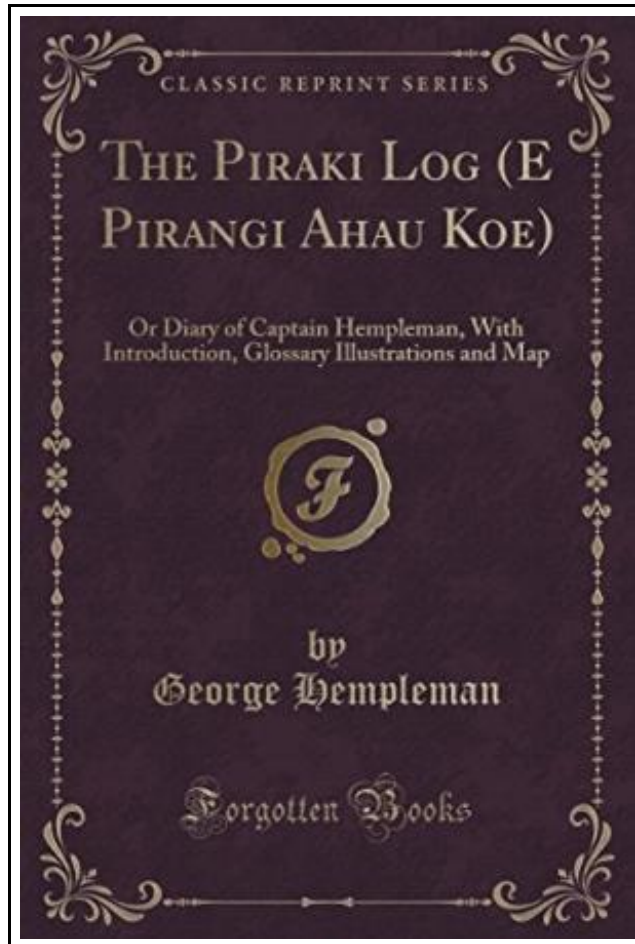 CLASSIC REPRINT SERIES
THE PIRAKI LOG (E
PIRANGI AHAU KOE)
Or Diary of Captain Hempleman, With
Introduction, Glossary Illustrations and Map
F
by
George Hempleman
Forgotten Books